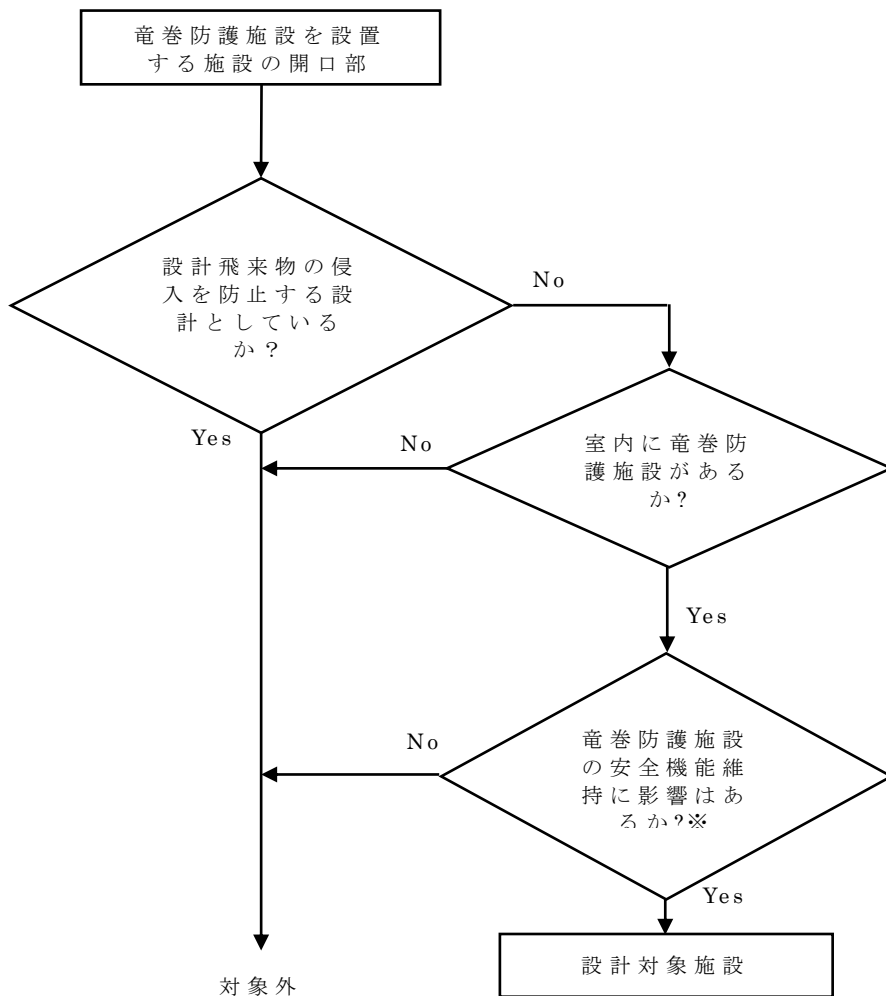 竜巻防護施設を設置
する施設の開口部
設計飛来物の侵
入を防止する設
計としている
か?
No
Yes
No
室内に竜巻防
護施設がある
か?
Yes
竜巻防護施設
の安全機能維
持に影響はあ
るか?※
No
Yes
設計対象施設
対象外